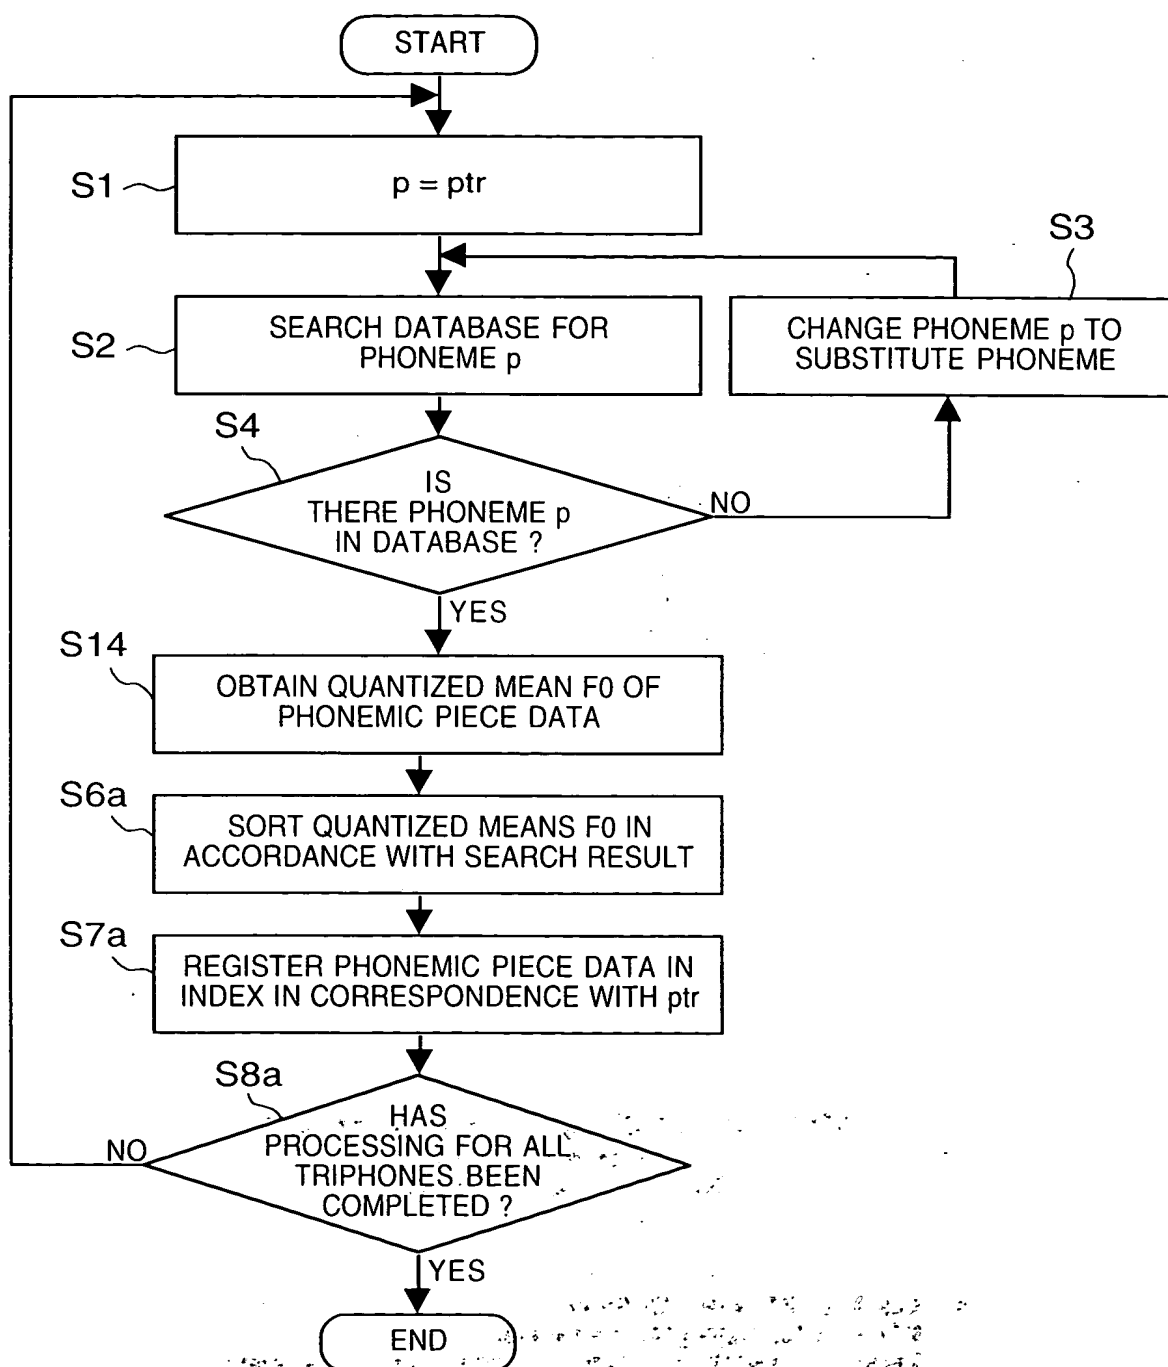 START
S1
p = ptr
S3
S2
SEARCH DATABASE FOR
PHONEME p
CHANGE PHONEME p TO
SUBSTITUTE PHONEME
S4
IS
THERE PHONEME p
IN DATABASE ?
NO
YES
S14
OBTAIN QUANTIZED MEAN F0 OF
PHONEMIC PIECE DATA
S6a
SORT QUANTIZED MEANS F0 IN
ACCORDANCE WITH SEARCH RESULT
S7a
REGISTER PHONEMIC PIECE DATA IN
INDEX IN CORRESPONDENCE WITH ptr
S8a
HAS
PROCESSING FOR ALL
TRIPHONES BEEN
COMPLETED ?
NO
YES
END